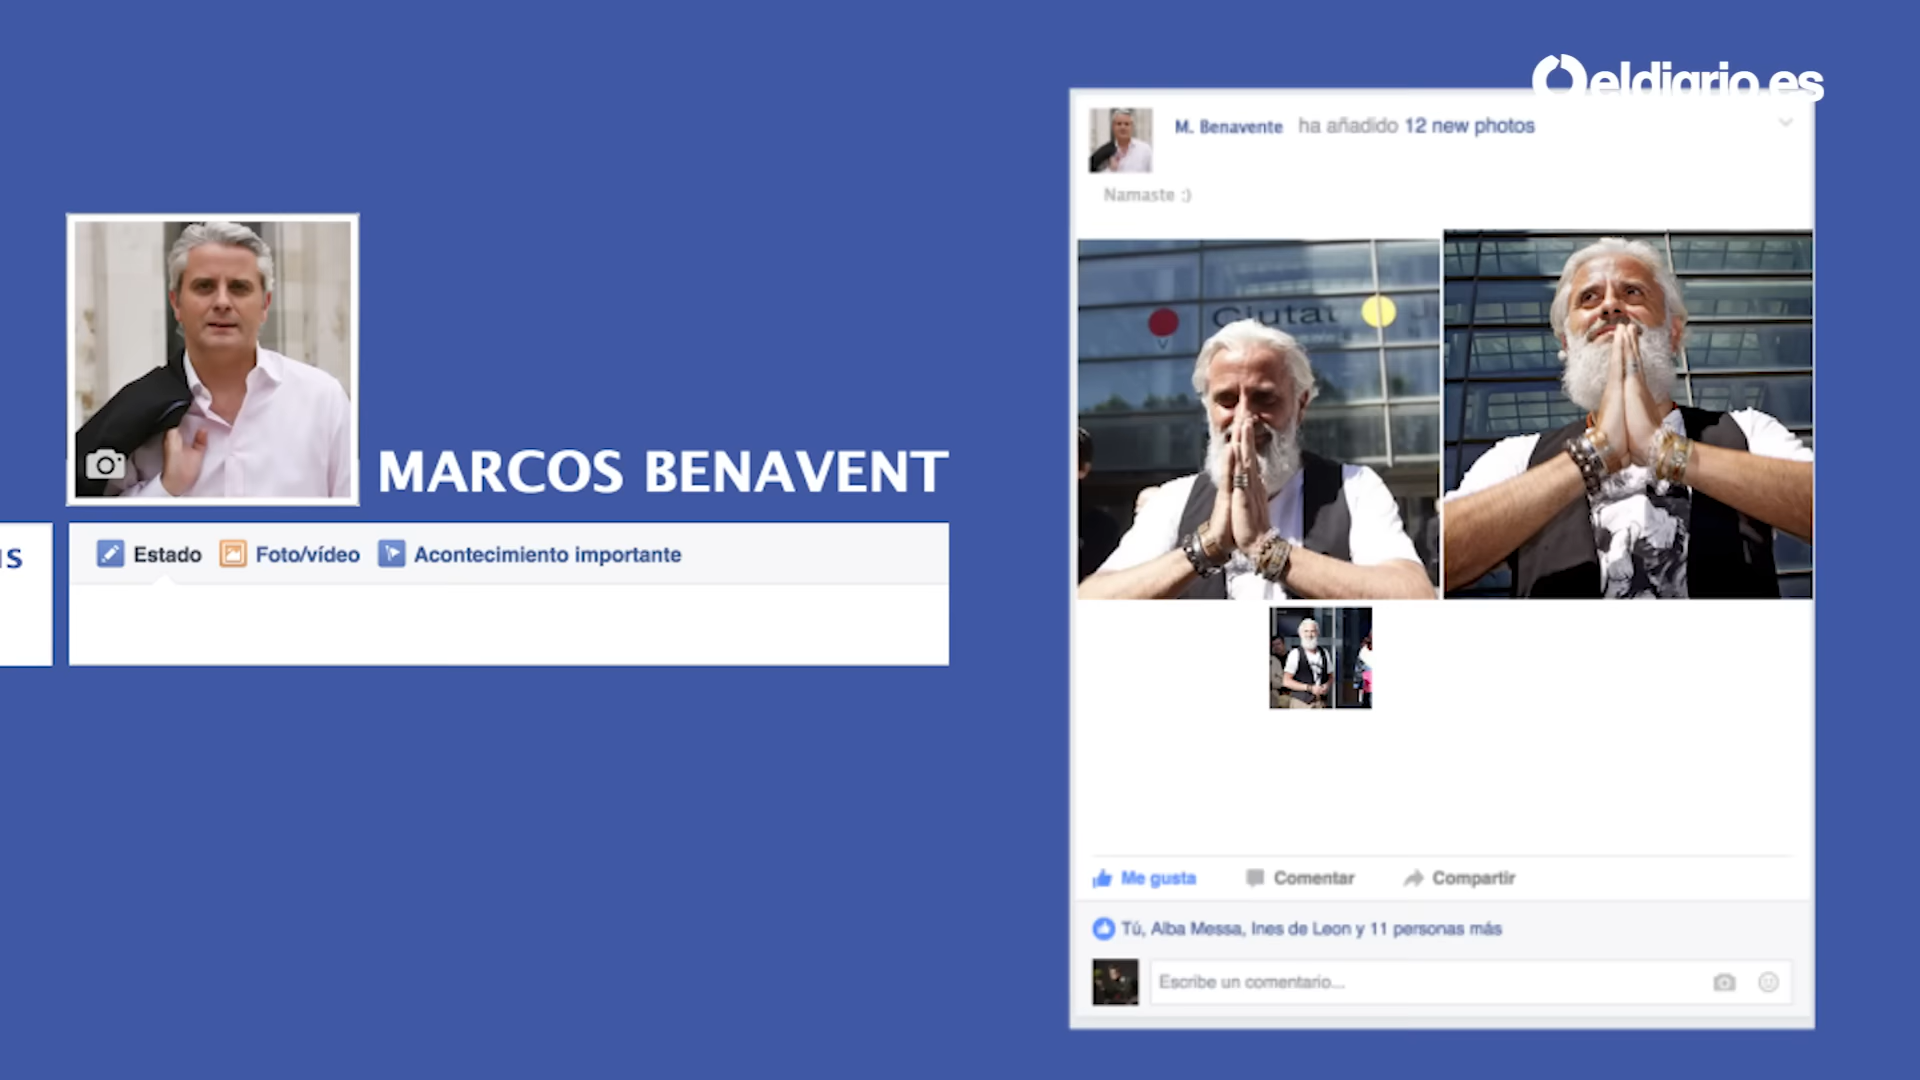 eldiario.es
M. Benavente ha añadido 12 new photos
Namaste :)
Ciutat
MARCOS BENAVENT
Estado Foto/vídeo Acontecimiento importante
Me gusta Comentar Compartir
Tú, Alba Messa, Ines de Leon y 11 personas más
Escribe un comentario...